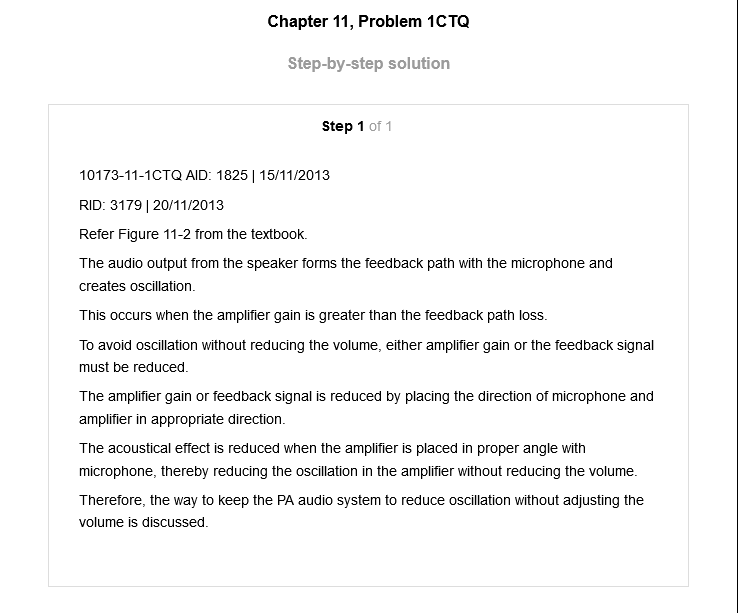 Chapter 11, Problem 1CTQ
Step-by-step solution
Step 1 of 1
10173-11-1CTQ AID: 1825 | 15/11/2013
RID: 3179 | 20/11/2013
Refer Figure 11-2 from the textbook.
The audio output from the speaker forms the feedback path with the microphone and
creates oscillation.
This occurs when the amplifier gain is greater than the feedback path loss.
To avoid oscillation without reducing the volume, either amplifier gain or the feedback signal
must be reduced.
The amplifier gain or feedback signal is reduced by placing the direction of microphone and
amplifier in appropriate direction.
The acoustical effect is reduced when the amplifier is placed in proper angle with
microphone, thereby reducing the oscillation in the amplifier without reducing the volume.
Therefore, the way to keep the PA audio system to reduce oscillation without adjusting the
volume is discussed.